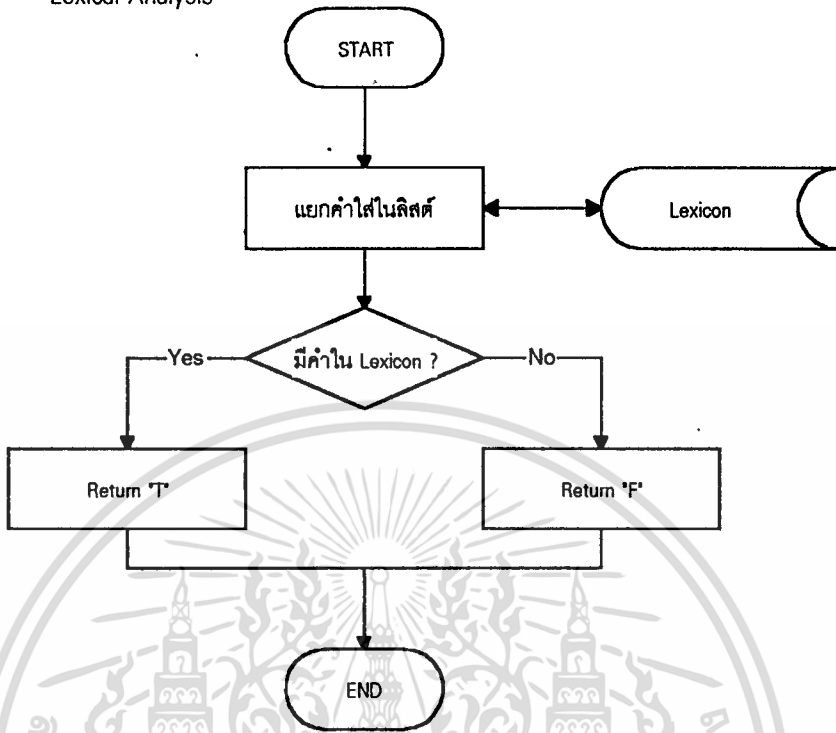 Lexical Analysis
START
แยกคำใส่ในลิสต์
Lexicon
มีคำใน Lexicon ?
Yes
No
Return "T"
Return "F"
END